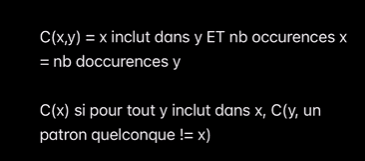 C(x,y) = x inclut dans y ET nb occurences x
= nb doccurences y
C(x) si pour tout y inclut dans x, C(y, un
patron quelconque != x)